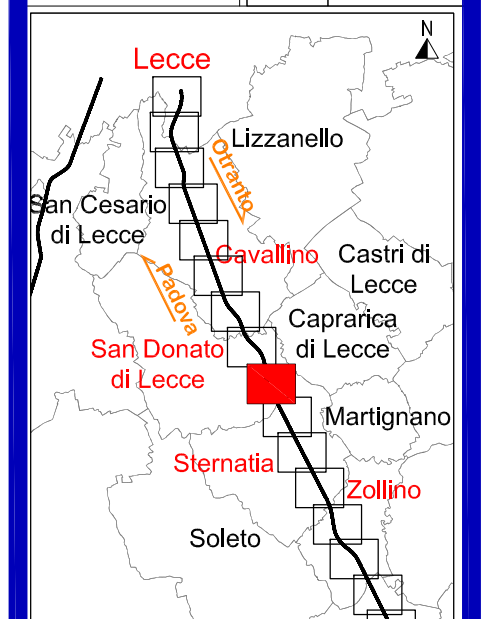 N
Lecce
Lizzanello
Otranto
San Cesario
di Lecce
Cavallino
Castri di
Lecce
Padova
Caprarica
di Lecce
San Donato
di Lecce
Martignano
Sternatia
Zollino
Soleto